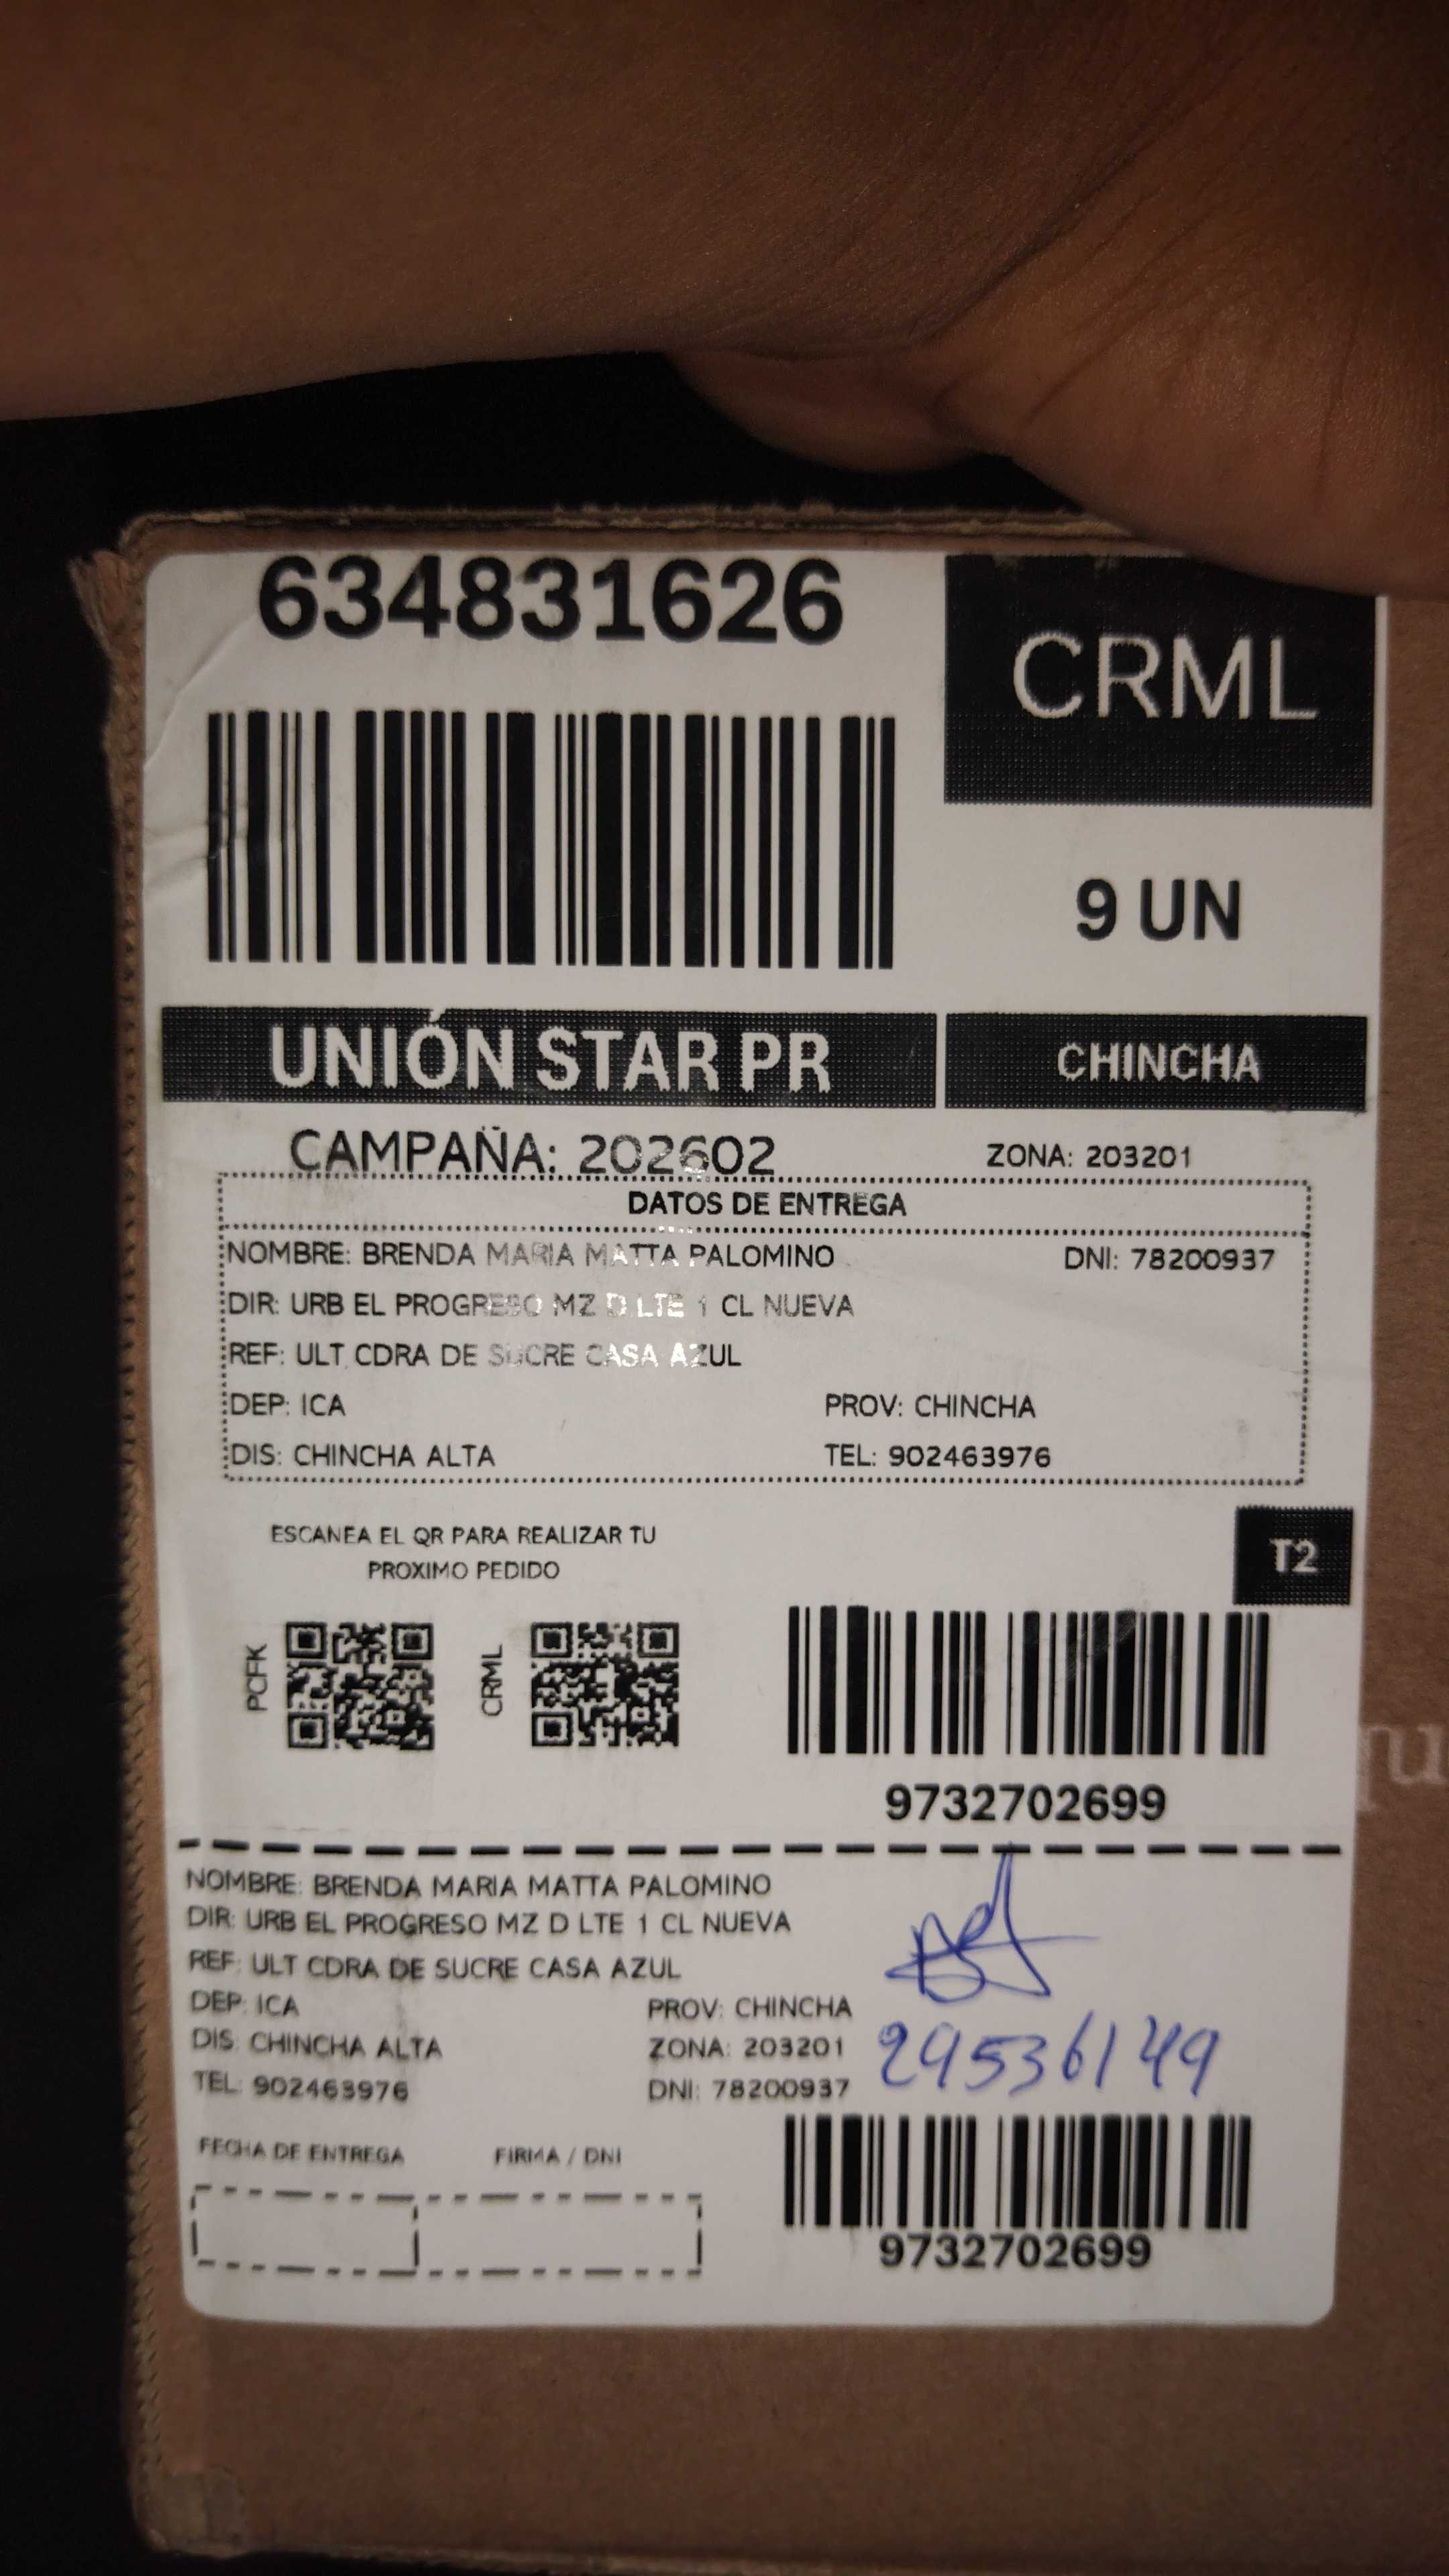 634831626
CRML
9 UN
UNIÓN STAR PR
CHINCHA
CAMPAÑA: 202602
ZONA: 203201
DATOS DE ENTREGA
NOMBRE: BRENDA MARIA MATTA PALOMINO
DNI: 78200937
DIR: URB EL PROGRESO MZ D LTE 1 CL NUEVA
REF: ULT CDRA DE SUCRE CASA AZUL
DEP: ICA
PROV: CHINCHA
DIS: CHINCHA ALTA
TEL: 902463976
ESCANEA EL QR PARA REALIZAR TU
PROXIMO PEDIDO
T2
PCFK
CRML
9732702699
NOMBRE: BRENDA MARIA MATTA PALOMINO
DIR: URB EL PROGRESO MZ D LTE 1 CL NUEVA
REF: ULT CDRA DE SUCRE CASA AZUL
DEP: ICA
PROV: CHINCHA
DIS: CHINCHA ALTA
ZONA: 203201
TEL: 902463976
DNI: 78200937
29536149
FECHA DE ENTREGA
FIRMA / DNI
9732702699